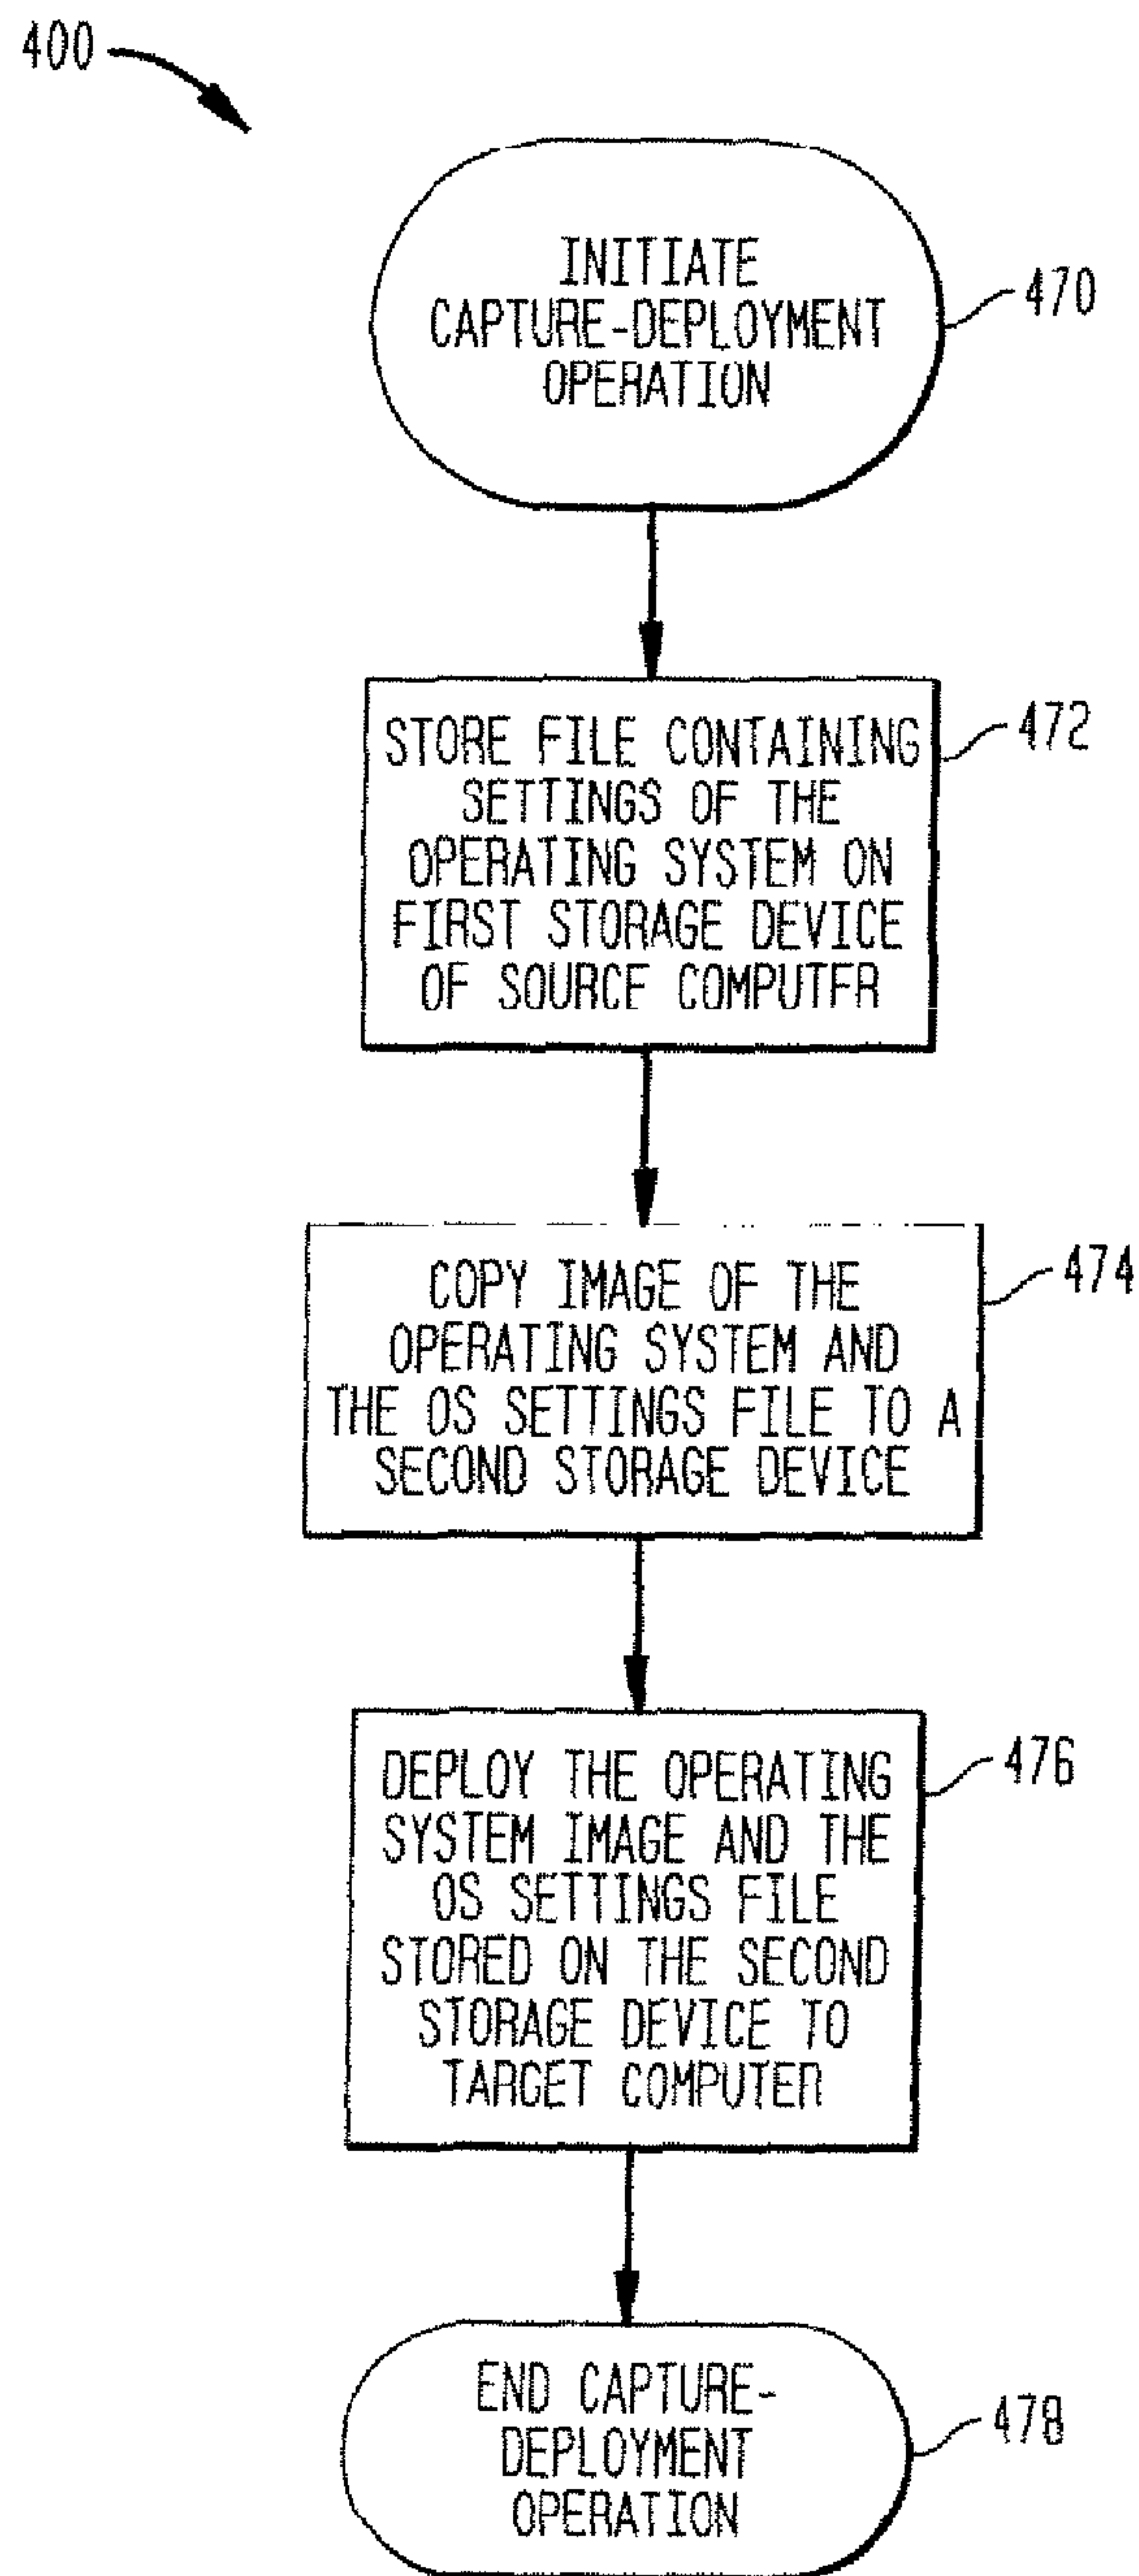 400
INITIATE
CAPTURE-DEPLOYMENT
OPERATION
470
STORE FILE CONTAINING
SETTINGS OF THE
OPERATING SYSTEM ON
FIRST STORAGE DEVICE
OF SOURCE COMPUTER
472
COPY IMAGE OF THE
OPERATING SYSTEM AND
THE OS SETTINGS FILE TO A
SECOND STORAGE DEVICE
474
DEPLOY THE OPERATING
SYSTEM IMAGE AND THE
OS SETTINGS FILE
STORED ON THE SECOND
STORAGE DEVICE TO
TARGET COMPUTER
476
END CAPTURE-
DEPLOYMENT
OPERATION
478